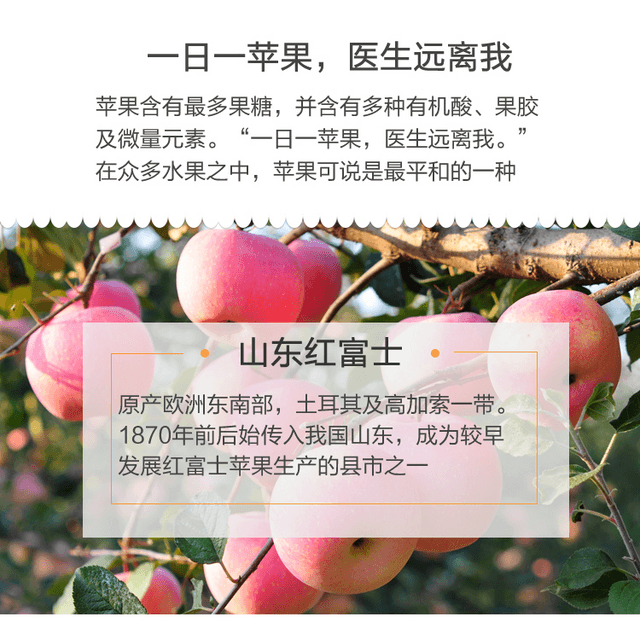 一日一苹果，医生远离我
苹果含有最多果糖，并含有多种有机酸、果胶
及微量元素。“一日一苹果，医生远离我。”
在众多水果之中，苹果可说是最平和的一种
山东红富士
原产欧洲东南部，土耳其及高加索一带。
1870年前后始传入我国山东，成为较早
发展红富士苹果生产的县市之一